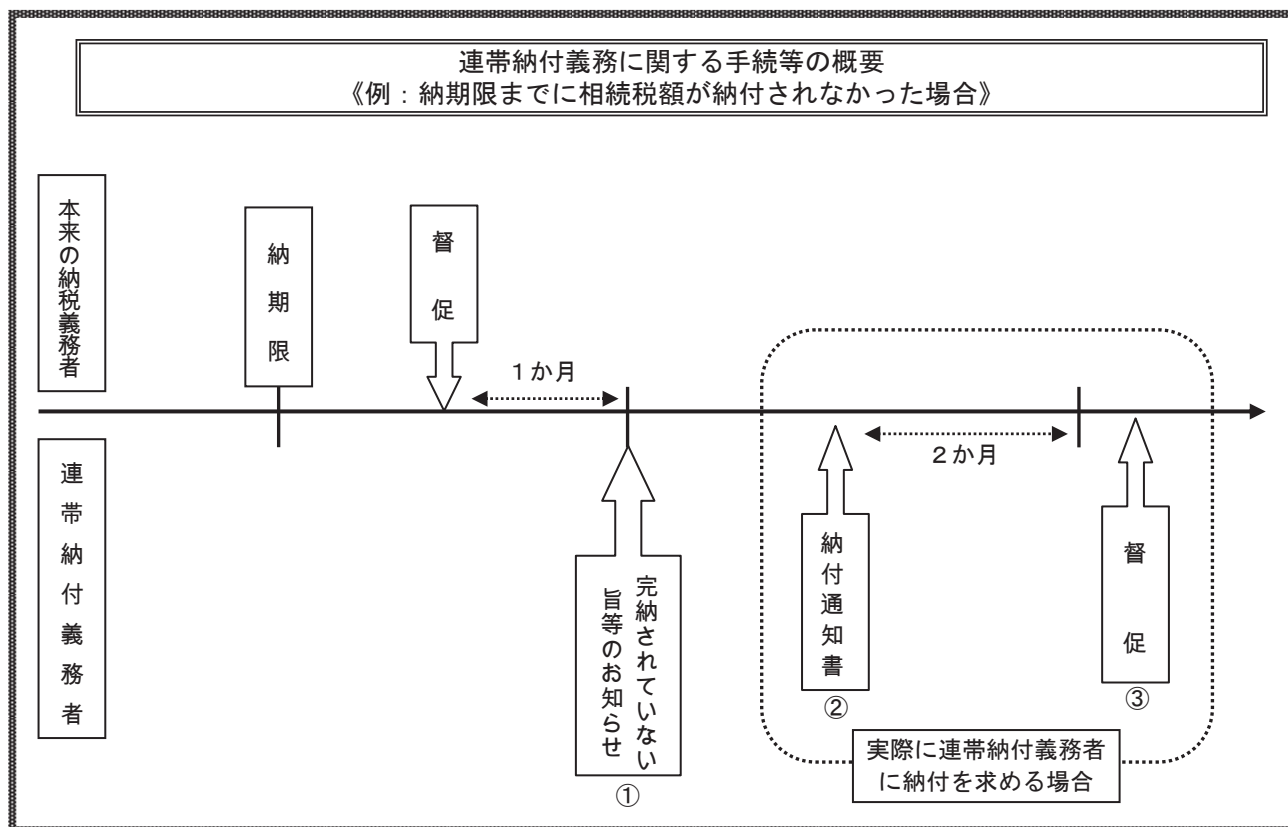 連帯納付義務に関する手続等の概要
《例：納期限までに相続税額が納付されなかった場合》
本来の納税義務者
納期限
督促
１か月
２か月
連帯納付義務者
完納されていない
旨等のお知らせ
①
納付通知書
②
督促
③
実際に連帯納付義務者
に納付を求める場合